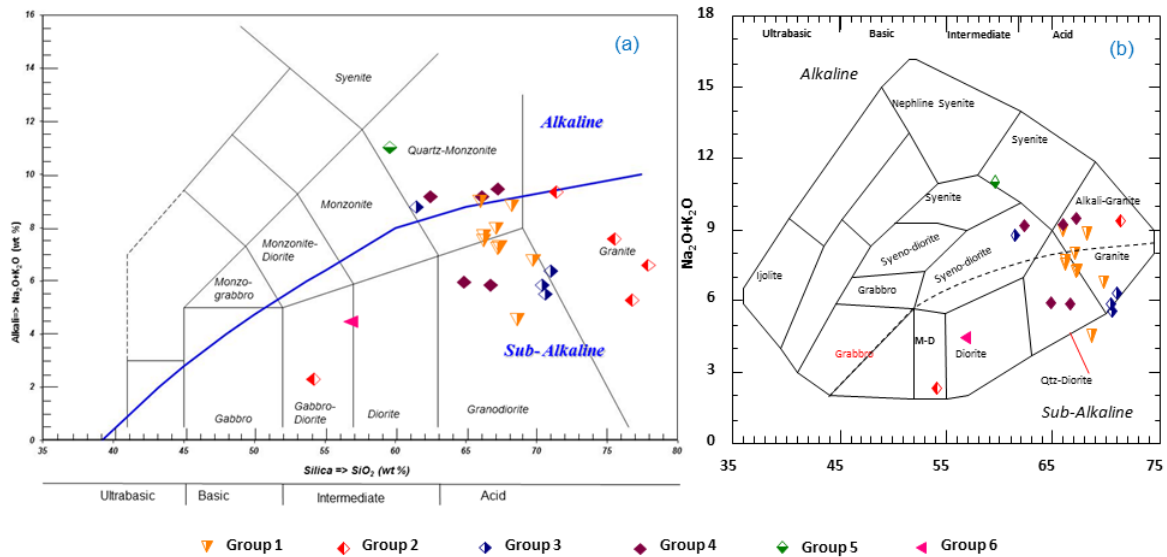 (a)
16
14
12
10
8
6
4
2
0
Alkali=> Na2O+K2O (wt %)
Syenite
Alkaline
Quartz-Monzonite
Monzonite
Monzonite-
Diorite
Monzo-
grabbro
Granite
Sub- Alkaline
Gabbro
Gabbro-
Diorite
Diorite
Granodiorite
35 40 45 50 55 60 65 70 75 80
Silica => SiO2 (wt %)
Ultrabasic Basic Intermediate Acid
(b)
18
15
12
9
6
3
0
Na2O+K2O
Ultrabasic Basic Intermediate Acid
Alkaline
Nephline Syenite
Syenite
Syenite
Alkali-Granite
Syeno-diorite
Syeno-diorite
Granite
Ijolite
Grabbro
Grabbro
M-D
Diorite
Qtz-Diorite
Sub-Alkaline
35 45 55 65 75
Group 1 Group 2 Group 3 Group 4 Group 5 Group 6